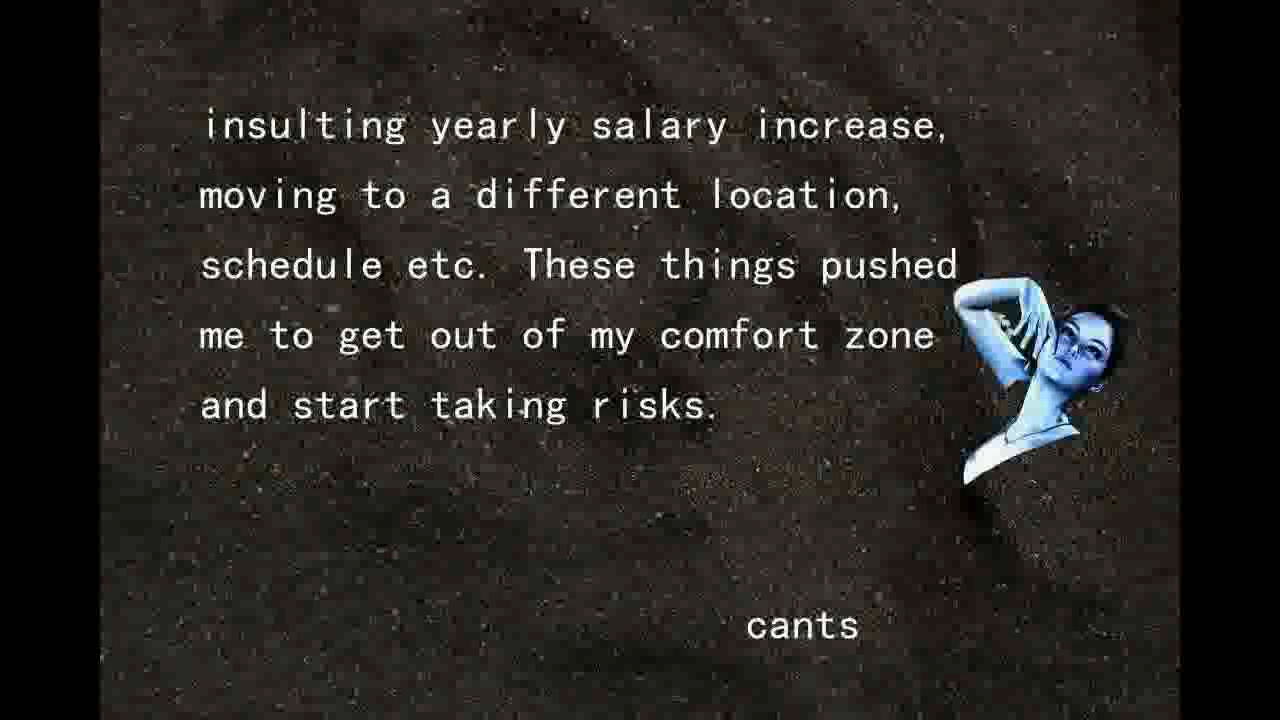 insulting yearly salary increase,
moving to a different location,
schedule etc. These things pushed
me to get out of my comfort zone
and start taking risks.
cants